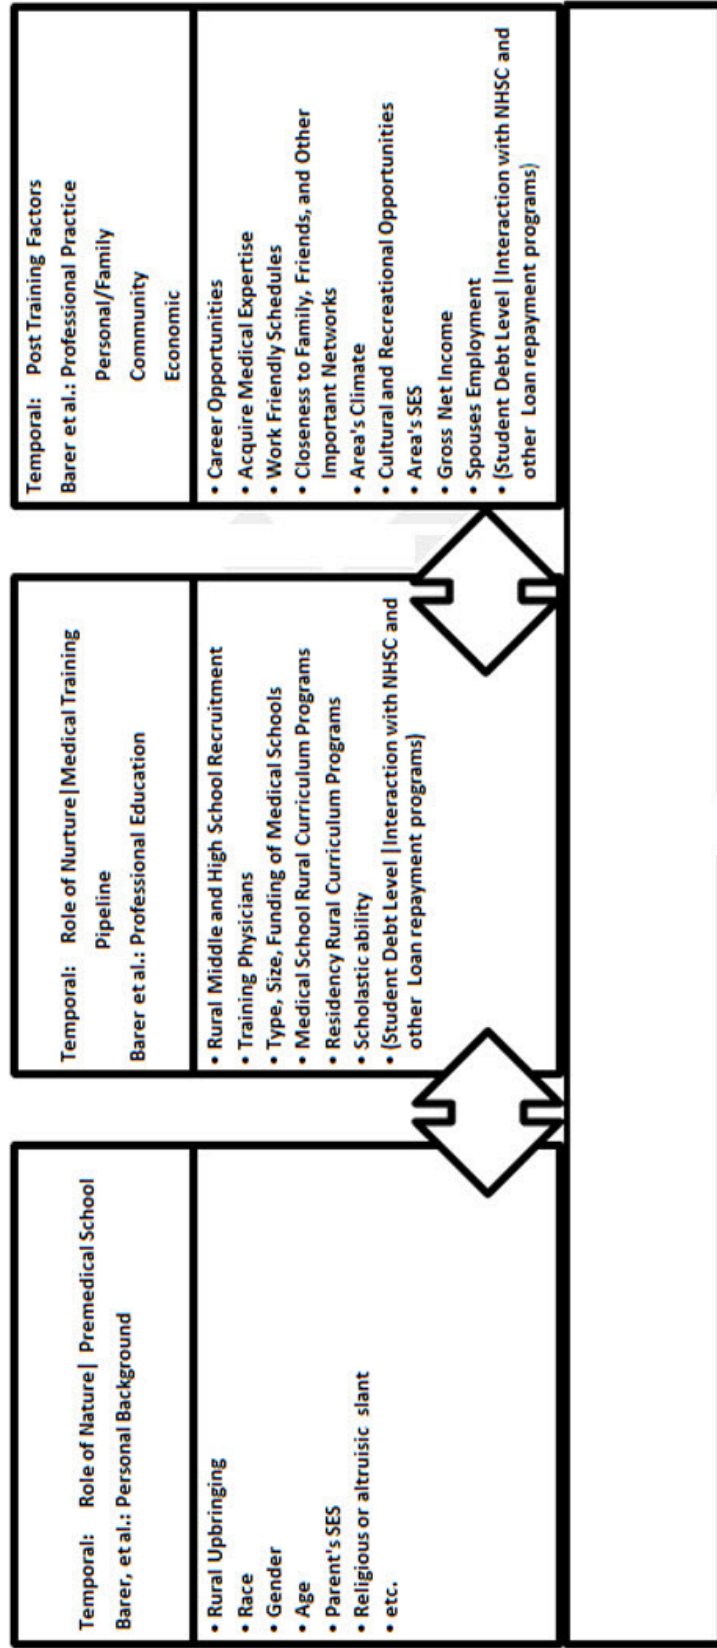 Temporal: Role of Nature| Premedical School
Barer, et al.: Personal Background
• Rural Upbringing
• Race
• Gender
• Age
• Parent's SES
• Religious or altruisic slant
• etc.
Temporal: Role of Nurture|Medical Training
Pipeline
Barer et al.: Professional Education
• Rural Middle and High School Recruitment
• Training Physicians
• Type, Size, Funding of Medical Schools
• Medical School Rural Curriculum Programs
• Residency Rural Curriculum Programs
• Scholastic ability
• (Student Debt Level |Interaction with NHSC and
other Loan repayment programs)
Temporal: Post Training Factors
Barer et al.: Professional Practice
Personal/Family
Community
Economic
• Career Opportunities
• Acquire Medical Expertise
• Work Friendly Schedules
• Closeness to Family, Friends, and Other
Important Networks
• Area's Climate
• Cultural and Recreational Opportunities
• Area's SES
• Gross Net Income
• Spouses Employment
• (Student Debt Level |Interaction with NHSC and
other Loan repayment programs)